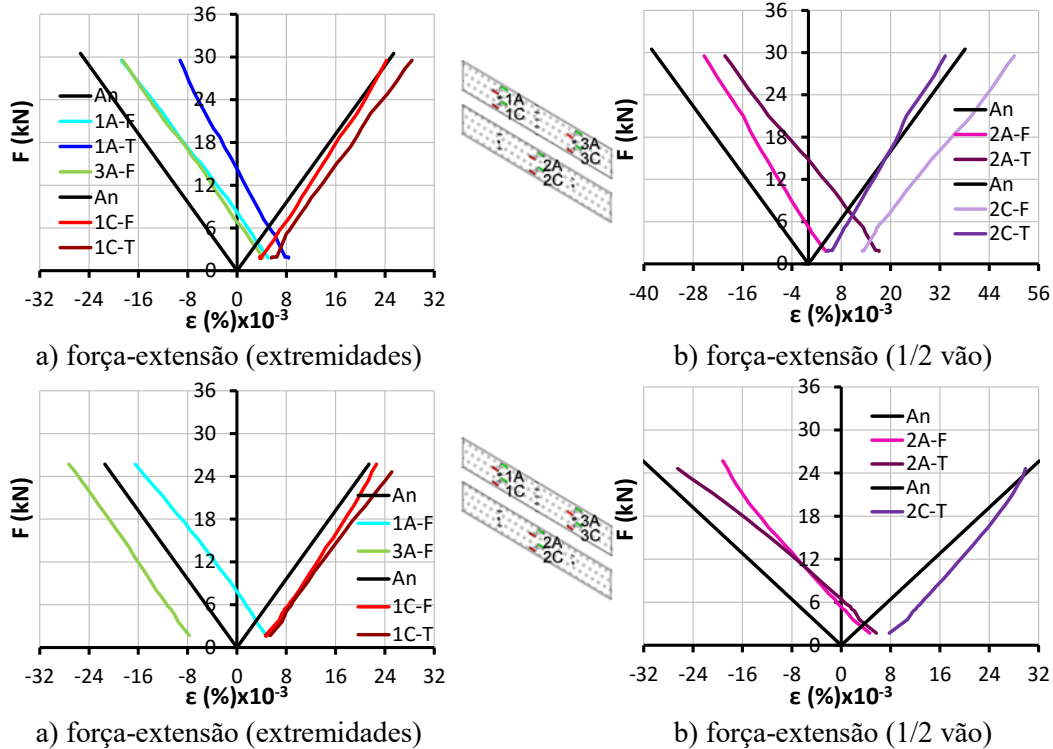 36
30
24
18
12
6
0
F (kN)
An
1A-F
1A-T
3A-F
An
1C-F
1C-T
-32 -24 -16 -8 0 8 16 24 32
ε (%)x10⁻³
a) força-extensão (extremidades)
1A
1C
3A
3C
2A
2C
36
30
24
18
12
6
0
F (kN)
An
2A-F
2A-T
An
2C-F
2C-T
-40 -28 -16 -4 8 20 32 44 56
ε (%)x10⁻³
b) força-extensão (1/2 vão)
36
30
24
18
12
6
0
F (kN)
An
1A-F
3A-F
An
1C-F
1C-T
-32 -24 -16 -8 0 8 16 24 32
ε (%)x10⁻³
a) força-extensão (extremidades)
1A
1C
3A
3C
2A
2C
36
30
24
18
12
6
0
F (kN)
An
2A-F
2A-T
An
2C-T
-32 -24 -16 -8 0 8 16 24 32
ε (%)x10⁻³
b) força-extensão (1/2 vão)